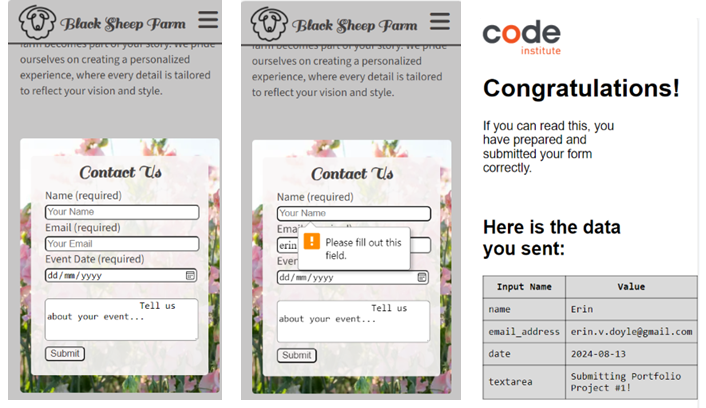 Black Sheep Farm
farm becomes part of your story. We pride
ourselves on creating a personalized
experience, where every detail is tailored
to reflect your vision and style.
Contact Us
Name (required)
Your Name
Email (required)
Your Email
Event Date (required)
dd/mm/yyyy
Tell us
about your event...
Submit
Black Sheep Farm
farm becomes part of your story. We pride
ourselves on creating a personalized
experience, where every detail is tailored
to reflect your vision and style.
Contact Us
Name (required)
Your Name
Please fill out this
field.
erin
dd/mm/yyyy
Tell us
about your event...
Submit
code
institute
Congratulations!
If you can read this, you
have prepared and
submitted your form
correctly.
Here is the data
you sent:
Input Name Value
name Erin
email_address erin.v.doyle@gmail.com
date 2024-08-13
textarea Submitting Portfolio
Project #1!